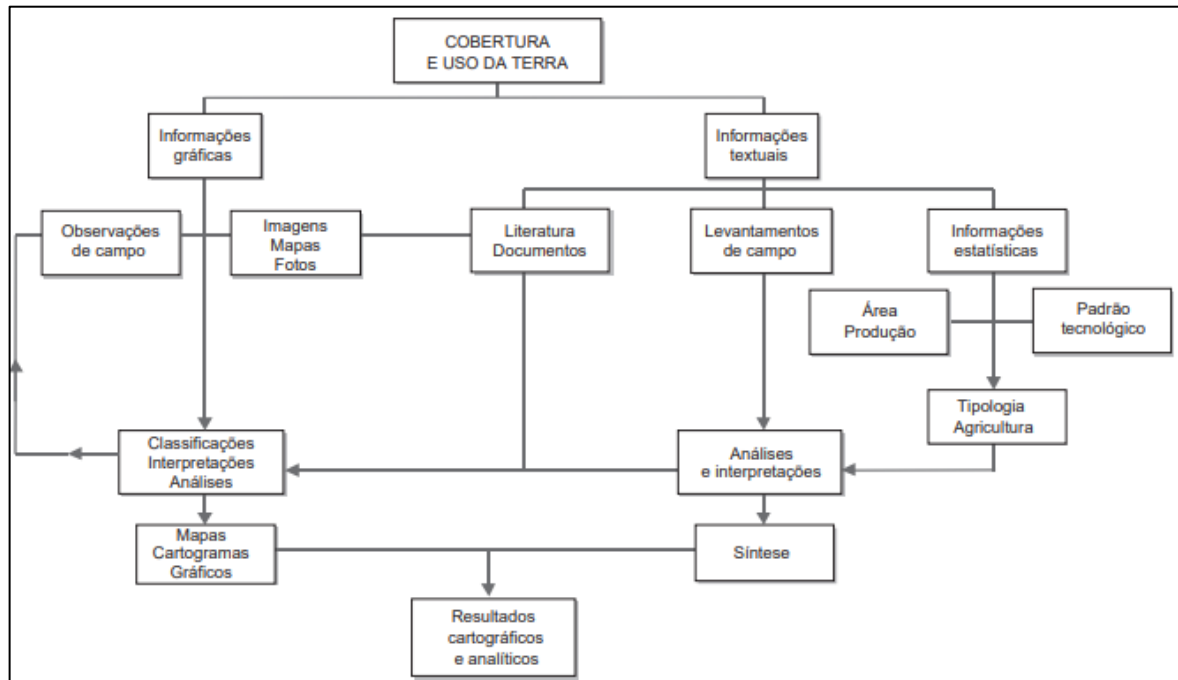 COBERTURA
E USO DA TERRA
Informações
gráficas
Informações
textuais
Observações
de campo
Imagens
Mapas
Fotos
Literatura
Documentos
Levantamentos
de campo
Informações
estatísticas
Área
Produção
Padrão
tecnológico
Tipologia
Agricultura
Classificações
Interpretações
Análises
Análises
e interpretações
Mapas
Cartogramas
Gráficos
Síntese
Resultados
cartográficos
e analíticos